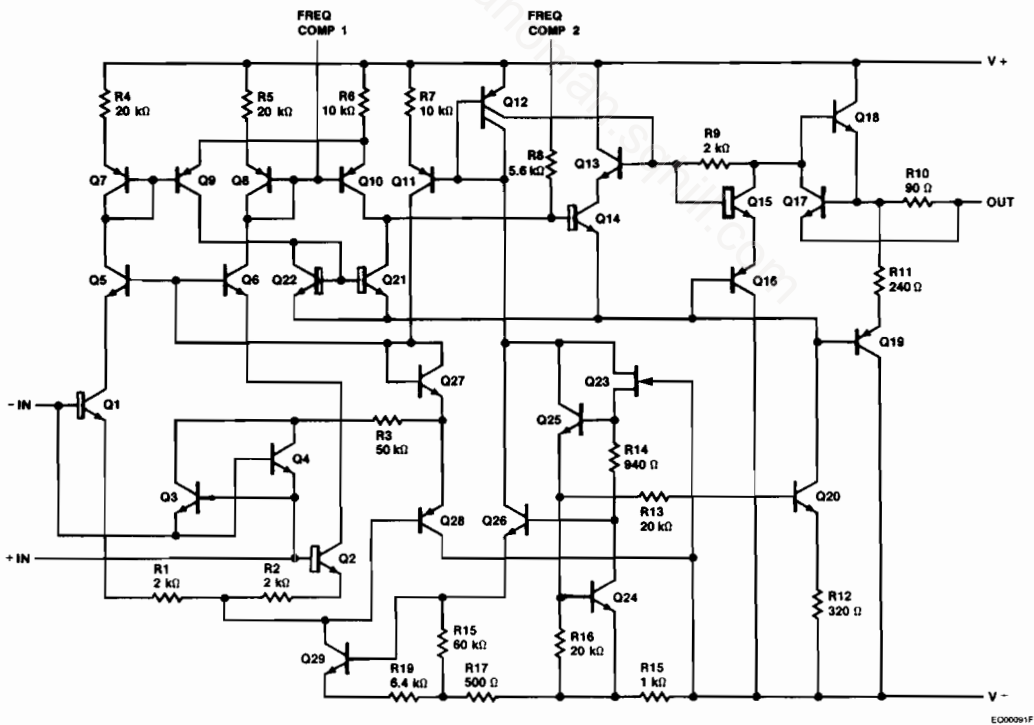 FREQ
COMP 1
FREQ
COMP 2
V+
R4
20 kΩ
R5
20 kΩ
R6
10 kΩ
R7
10 kΩ
Q12
Q18
R9
2 kΩ
R8
5.6 kΩ
Q13
Q7
Q9
Q8
Q10
Q11
Q14
Q15
Q17
R10
90 Ω
OUT
Q5
Q6
Q22
Q21
Q16
R11
240 Ω
Q19
Q27
Q23
-IN
Q1
Q25
R3
50 kΩ
R14
940 Ω
Q4
Q3
Q28
Q26
R13
20 kΩ
Q20
+IN
Q2
R1
2 kΩ
R2
2 kΩ
Q24
R12
320 Ω
R15
60 kΩ
R16
20 kΩ
Q29
R19
6.4 kΩ
R17
500 Ω
R15
1 kΩ
V-
EC00091F